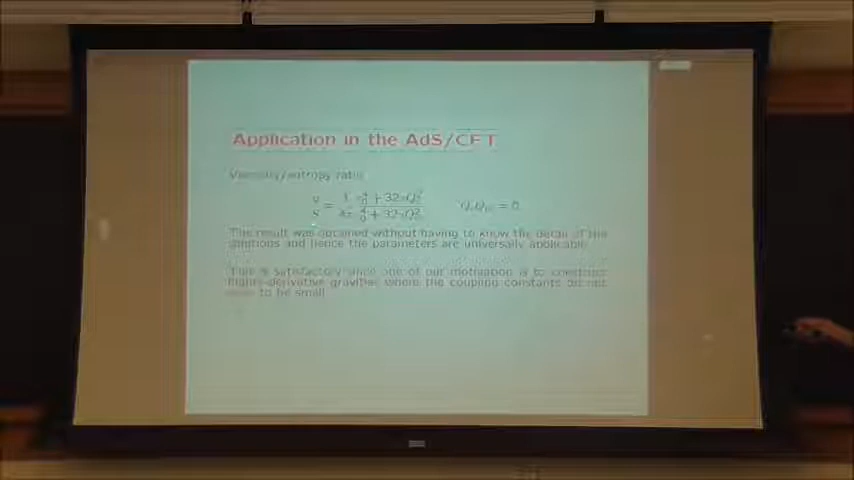 Application in the AdS/CFT
Viscosity/entropy ratio
This result was obtained without having to know the detail of the
solutions and hence the parameters are universally applicable.
This is satisfactory since one of our motivation is to construct
highly-derivative gravities where the coupling constants do not
to be small